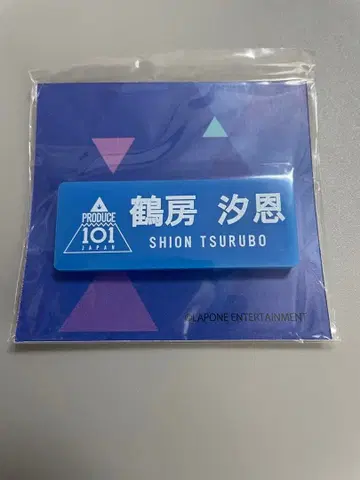 PRODUCE
101
JAPAN
鶴房 汐恩
SHION TSURUBO
©LAPONE ENTERTAINMENT